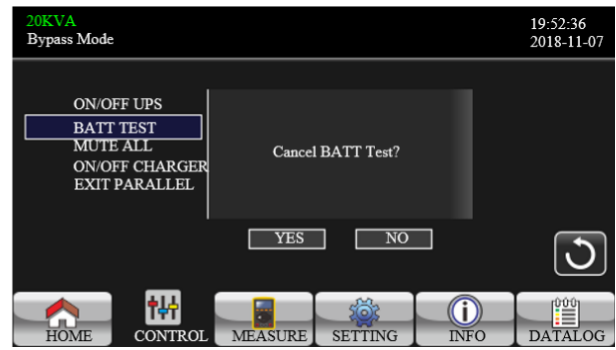 20KVA
Bypass Mode
19:52:36
2018-11-07
ON/OFF UPS
BATT TEST
MUTE ALL
ON/OFF CHARGER
EXIT PARALLEL
Cancel BATT Test?
YES NO
HOME CONTROL MEASURE SETTING INFO DATALOG